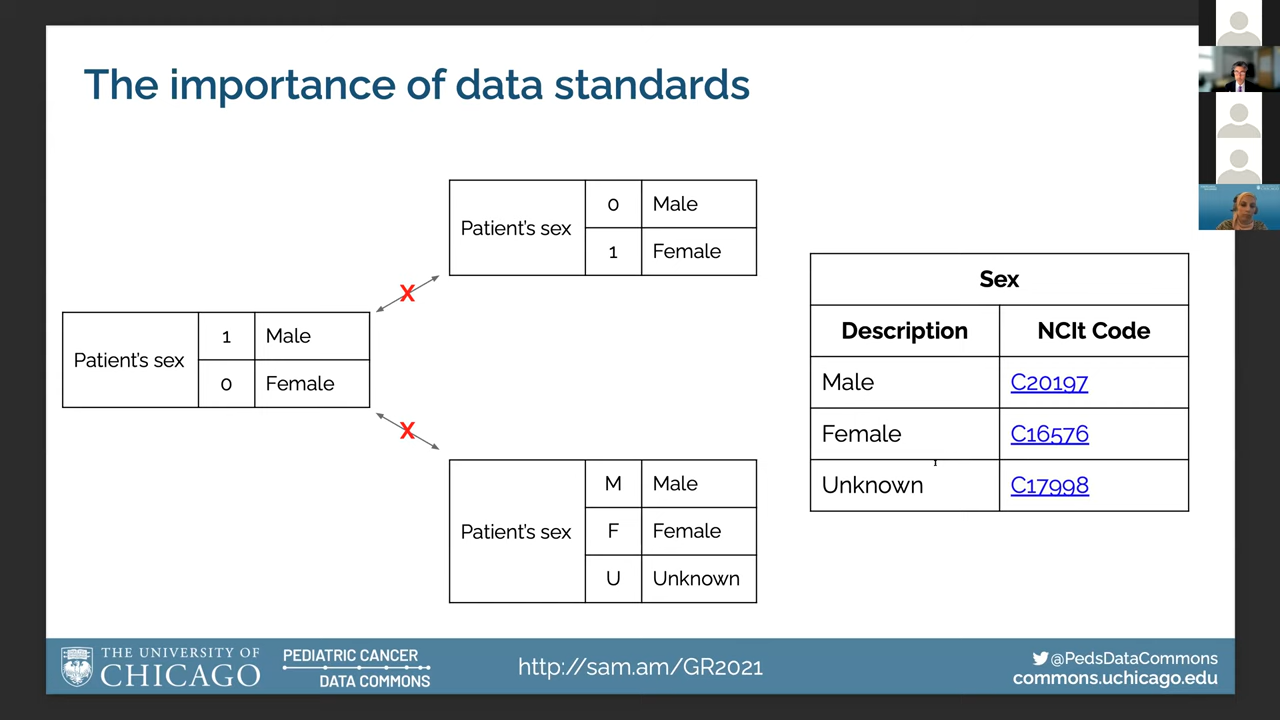 The importance of data standards
Patient's sex
1 Male
0 Female
Patient's sex
0 Male
1 Female
X
X
Patient's sex
M Male
F Female
U Unknown
Sex
Description NCIt Code
Male C20197
Female C16576
Unknown C17998
THE UNIVERSITY OF
CHICAGO
PEDIATRIC CANCER
DATA COMMONS
http://sam.am/GR2021
@PedsDataCommons
commons.uchicago.edu